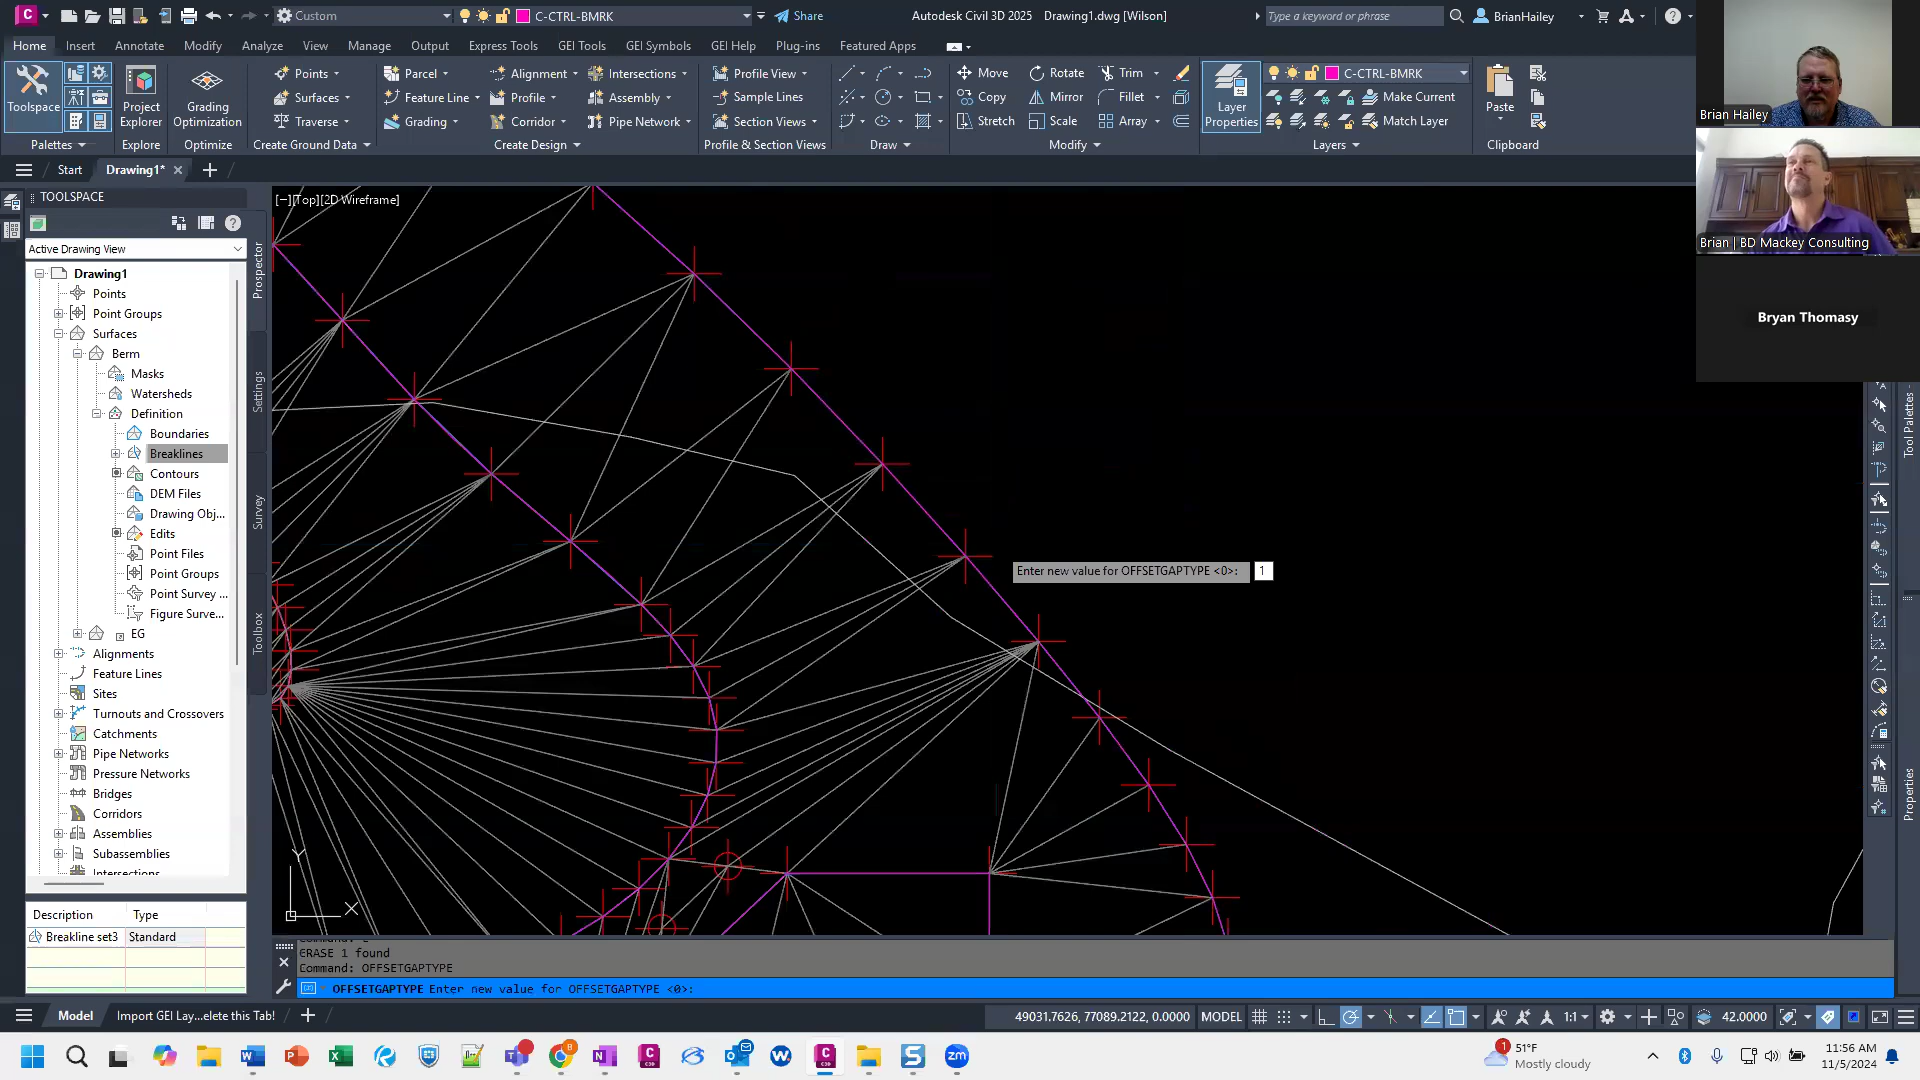 Custom
C-CTRL-BMRK
Share
Autodesk Civil 3D 2025 Drawing1.dwg [Wilson]
Type a keyword or phrase
BrianHailey
Home Insert Annotate Modify Analyze View Manage Output Express Tools GEI Tools GEI Symbols GEI Help Plug-ins Featured Apps
Toolspace
Project Explorer
Grading Optimization
Points
Surfaces
Traverse
Parcel
Feature Line
Grading
Alignment
Profile
Corridor
Intersections
Assembly
Pipe Network
Profile View
Sample Lines
Section Views
Move
Copy
Stretch
Rotate
Mirror
Scale
Trim
Fillet
Array
Layer Properties
C-CTRL-BMRK
Make Current
Match Layer
Paste
Palettes Explore Optimize Create Ground Data Create Design Profile & Section Views Draw Modify Layers Clipboard
Brian Hailey
Brian | BD Mackey Consulting
Bryan Thomasy
Start Drawing1*
TOOLSPACE
Active Drawing View
Drawing1
Points
Point Groups
Surfaces
Berm
Masks
Watersheds
Definition
Boundaries
Breaklines
Contours
DEM Files
Drawing Obj...
Edits
Point Files
Point Groups
Point Survey ...
Figure Surve...
EG
Alignments
Feature Lines
Sites
Turnouts and Crossovers
Catchments
Pipe Networks
Pressure Networks
Bridges
Corridors
Assemblies
Subassemblies
Intersections
Prospector
Settings
Survey
Toolbox
Description Type
Breakline set3 Standard
[−][Top][2D Wireframe]
Enter new value for OFFSETGAPTYPE <0>: 1
Y
X
Tool Palettes
Properties
ERASE 1 found
Command: OFFSETGAPTYPE
OFFSETGAPTYPE Enter new value for OFFSETGAPTYPE <0>:
Model Import GEI Lay...elete this Tab!
49031.7626, 77089.2122, 0.0000 MODEL
1:1
42.0000
1
51°F
Mostly cloudy
11:56 AM
11/5/2024